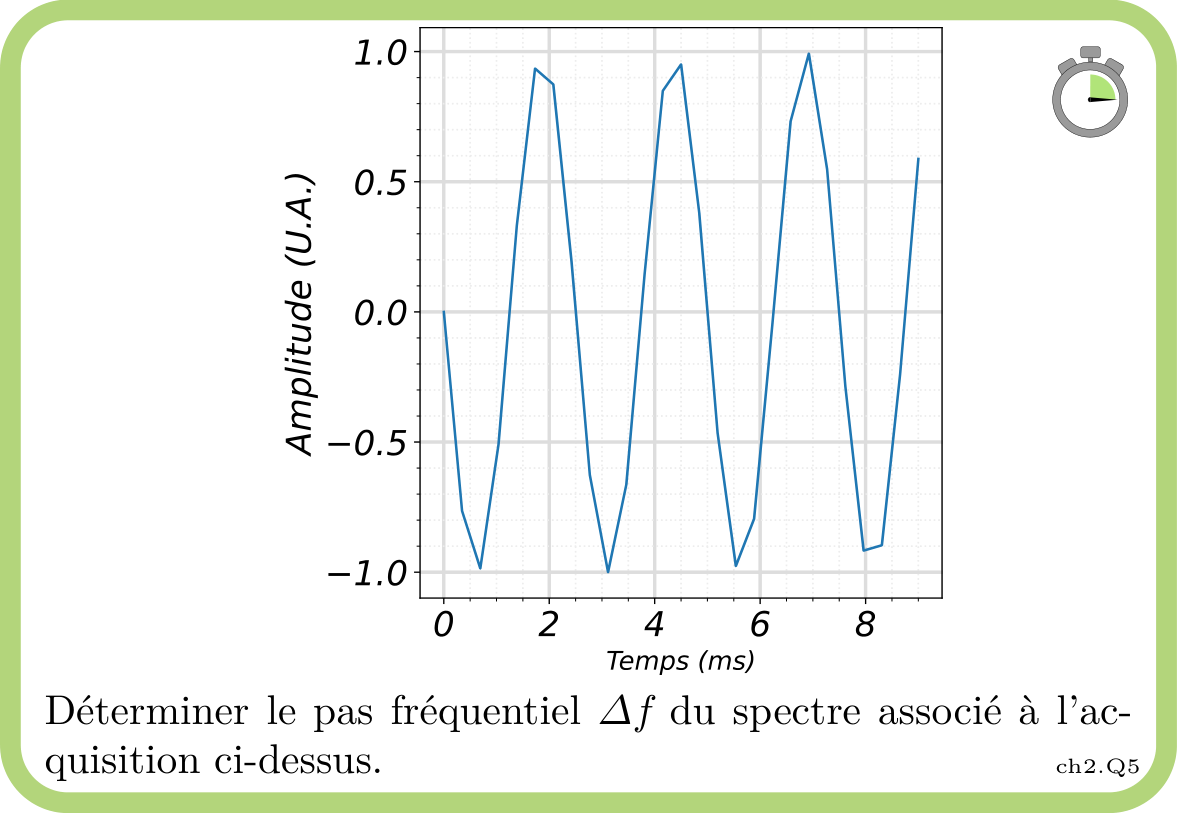 1.0
0.5
0.0
−0.5
−1.0
Amplitude (U.A.)
0 2 4 6 8
Temps (ms)
Déterminer le pas fréquentiel Δf du spectre associé à l'ac-
quisition ci-dessus.
ch2.Q5